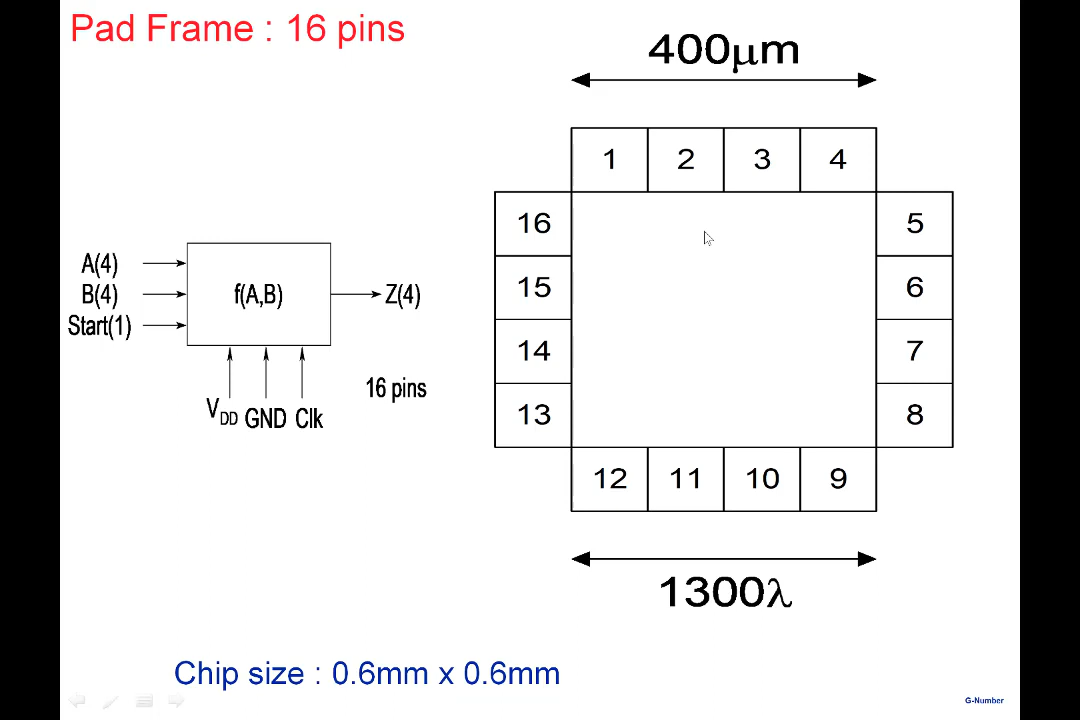 Pad Frame : 16 pins
400μm
1 2 3 4
16 5
15 6
14 7
13 8
12 11 10 9
A(4)
B(4)
Start(1)
f(A,B)
Z(4)
VDD GND Clk
16 pins
1300λ
Chip size : 0.6mm x 0.6mm
G-Number